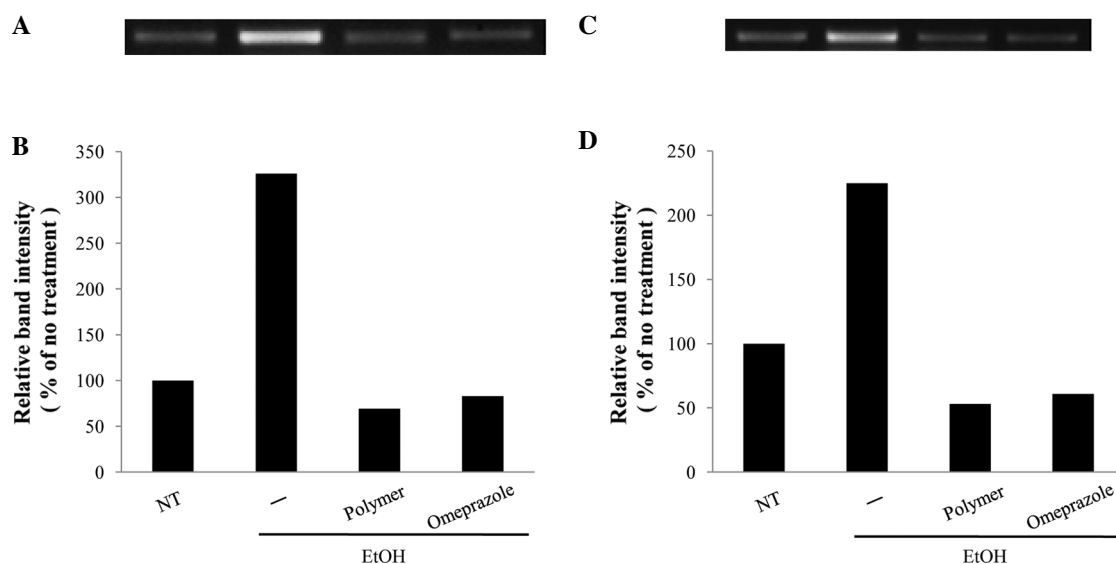 A
C
B
Relative band intensity
( % of no treatment )
350
300
250
200
150
100
50
0
NT
—
Polymer
Omeprazole
EtOH
D
Relative band intensity
( % of no treatment )
250
200
150
100
50
0
NT
—
Polymer
Omeprazole
EtOH